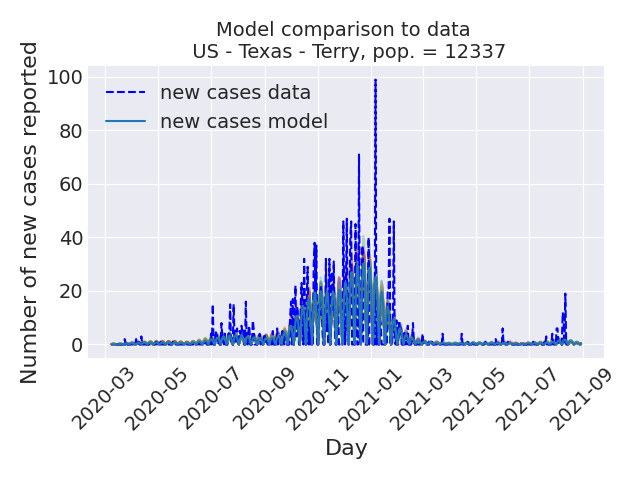 Model comparison to data
US - Texas - Terry, pop. = 12337
new cases data
new cases model
Number of new cases reported
100
80
60
40
20
0
2020-03
2020-05
2020-07
2020-09
2020-11
2021-01
2021-03
2021-05
2021-07
2021-09
Day